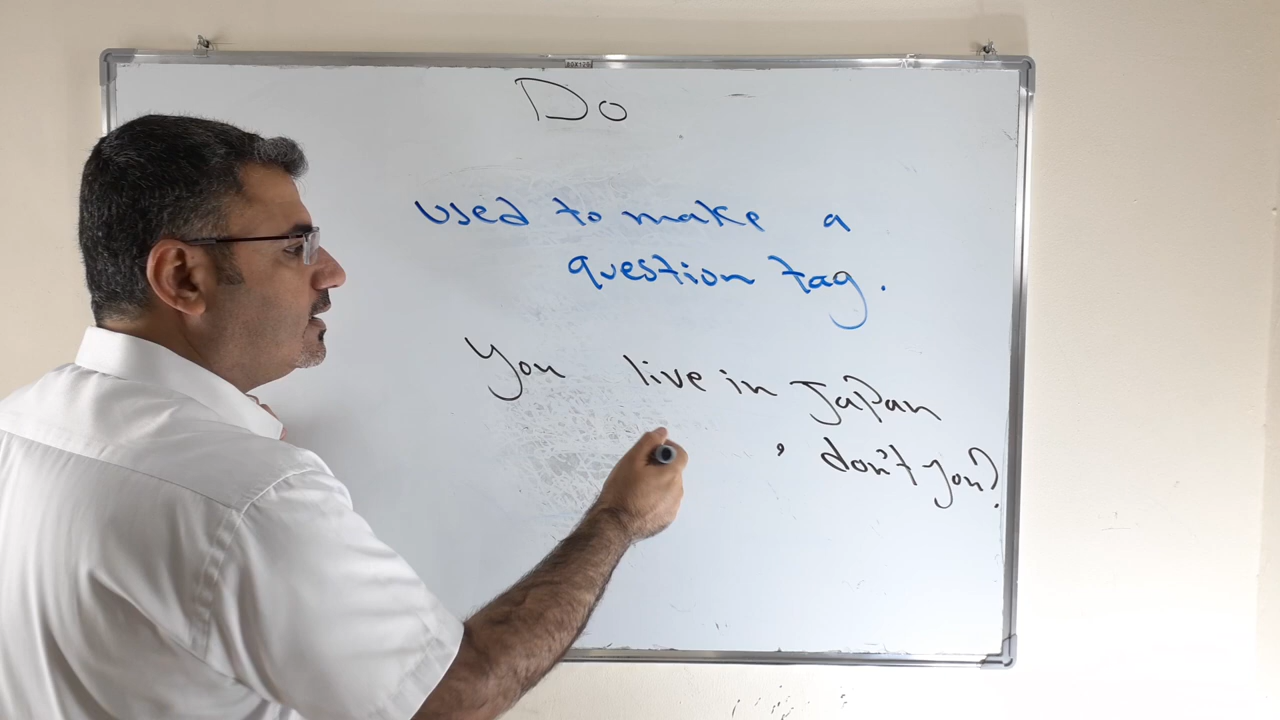 Do
used to make a
question tag.
You live in Japan
, don't you?